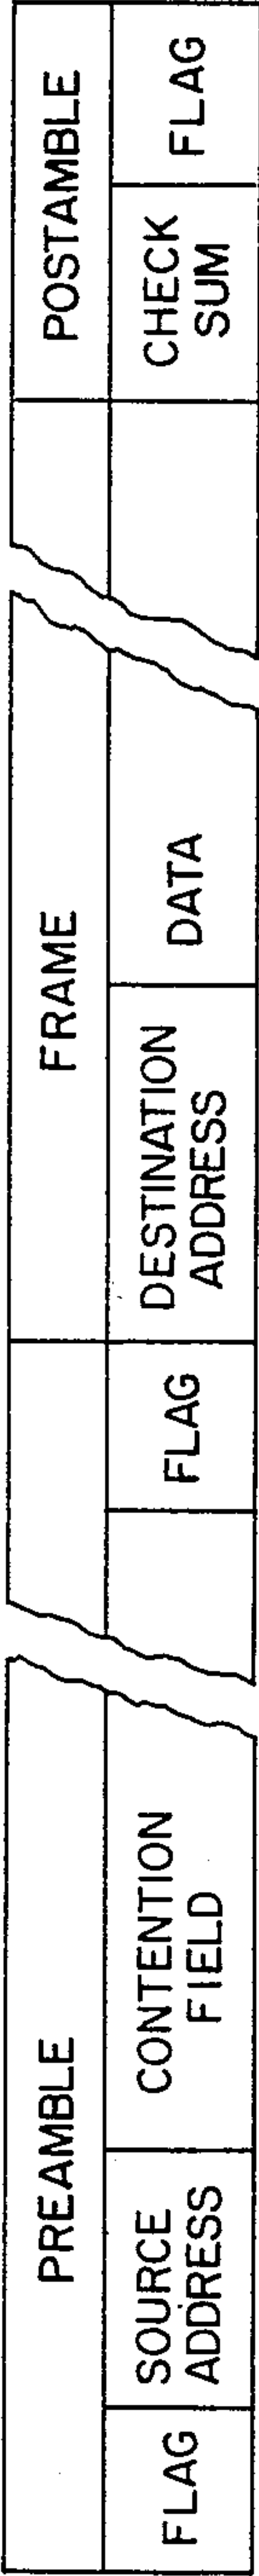 PREAMBLE
FRAME
POSTAMBLE
FLAG
SOURCE
ADDRESS
CONTENTION
FIELD
FLAG
DESTINATION
ADDRESS
DATA
CHECK
SUM
FLAG